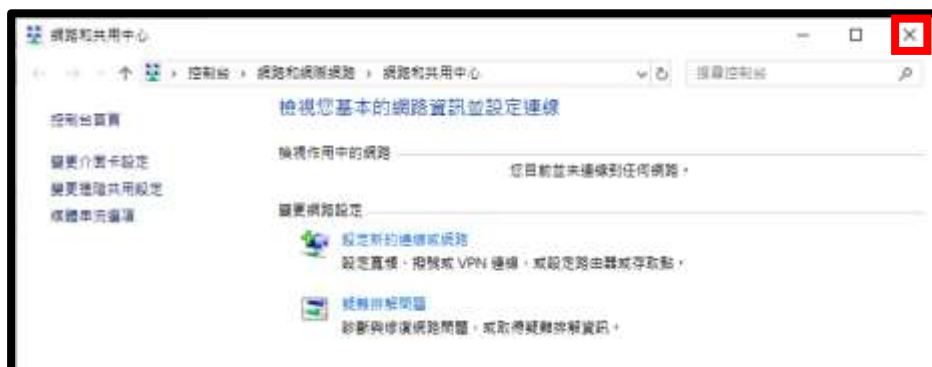 網路和共用中心
控制台 › 網路和網際網路 › 網路和共用中心
搜尋控制台
控制台首頁
變更介面卡設定
變更進階共用設定
媒體串流選項
檢視您基本的網路資訊並設定連線
檢視作用中的網路
您目前並未連線到任何網路。
變更網路設定
設定新的連線或網路
設定寬頻、撥號或 VPN 連線，或設定路由器或存取點。
疑難排解問題
診斷與修復網路問題，或取得疑難排解資訊。